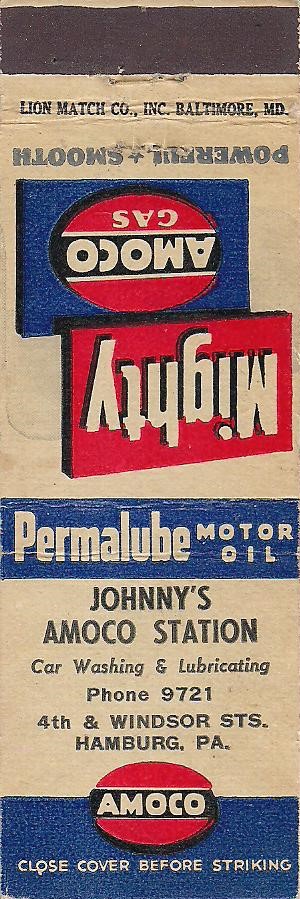 LION MATCH CO., INC. BALTIMORE, MD.
POWERFUL + SMOOTH
AMOCO
GAS
Mighty
Permalube MOTOR OIL
JOHNNY'S
AMOCO STATION
Car Washing & Lubricating
Phone 9721
4th & WINDSOR STS.
HAMBURG, PA.
AMOCO
CLOSE COVER BEFORE STRIKING